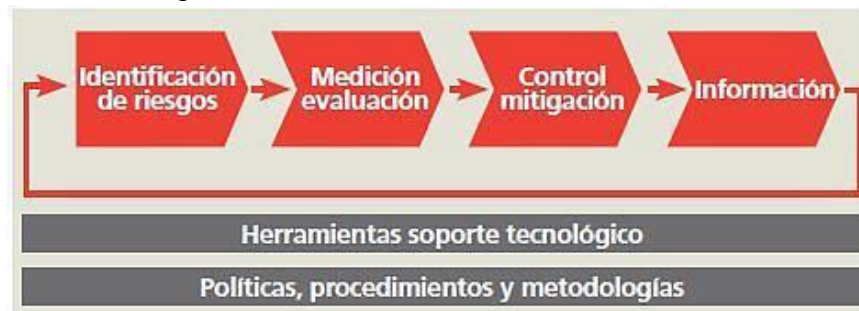 Identificación
de riesgos
Medición
evaluación
Control
mitigación
Información
Herramientas soporte tecnológico
Políticas, procedimientos y metodologías